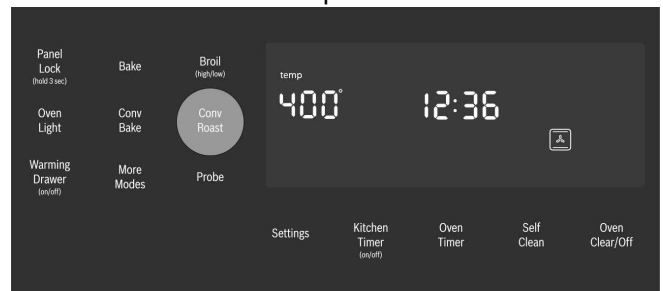 Panel
Lock
(hold 3 sec)
Bake
Broil
(high/low)
Oven
Light
Conv
Bake
Conv
Roast
Warming
Drawer
(on/off)
More
Modes
Probe
temp
400° 12:36
Settings
Kitchen
Timer
(on/off)
Oven
Timer
Self
Clean
Oven
Clear/Off